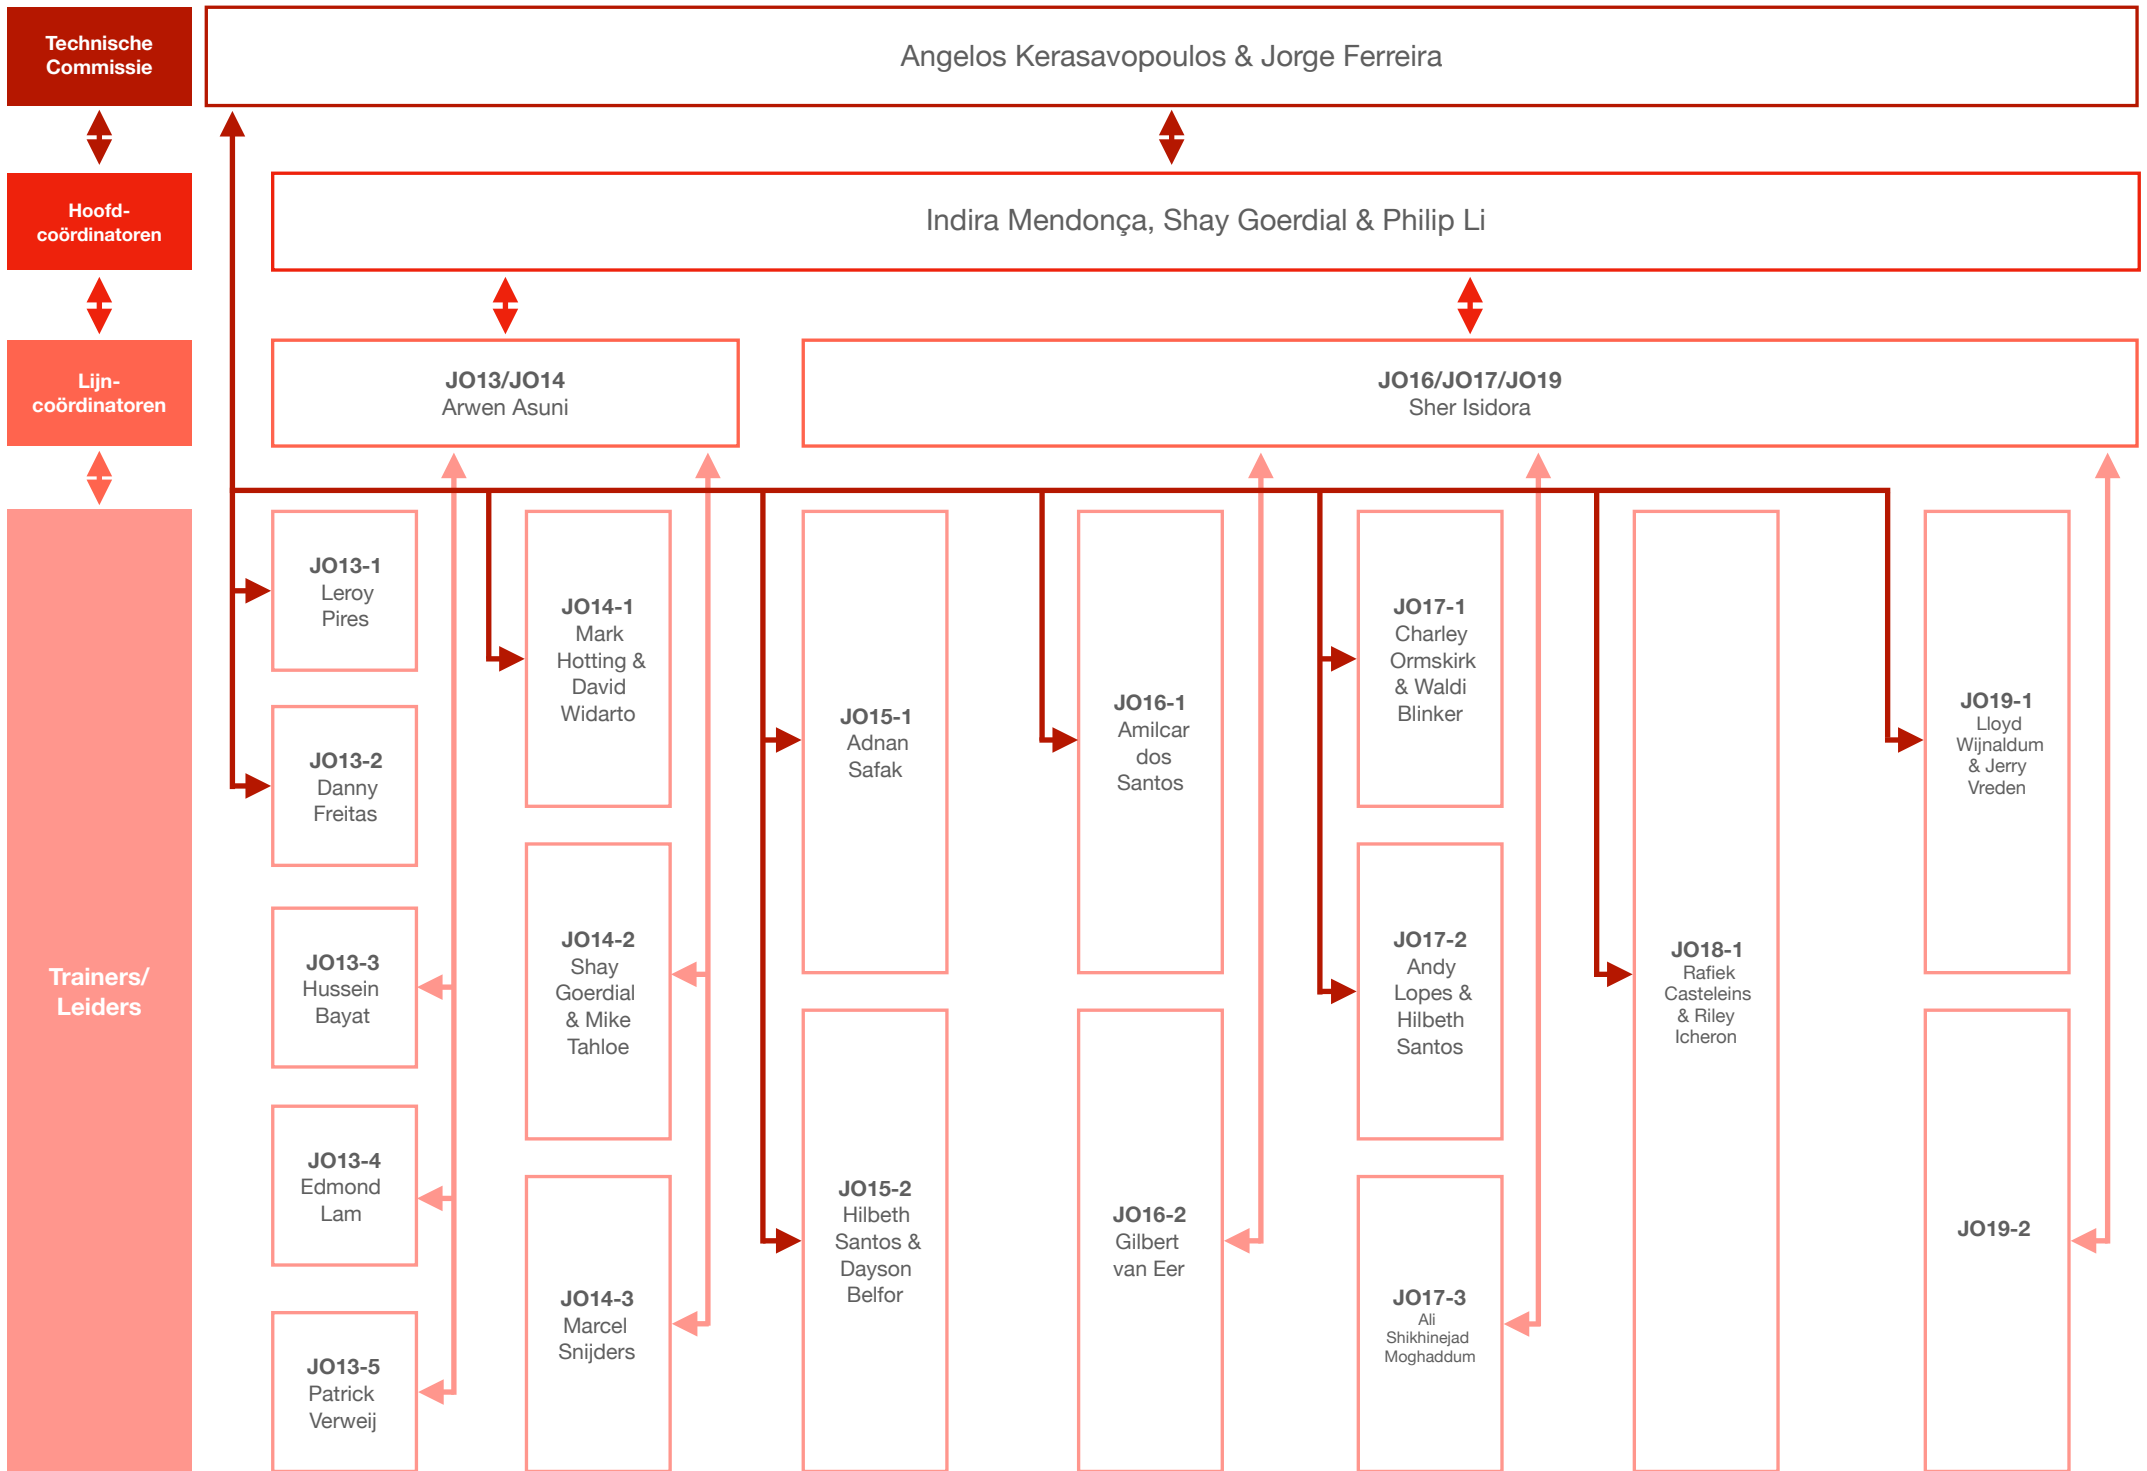 Technische
Commissie
Angelos Kerasavopoulos & Jorge Ferreira
Hoofd-
coördinatoren
Indira Mendonça, Shay Goerdial & Philip Li
Lijn-
coördinatoren
JO13/JO14
Arwen Asuni
JO16/JO17/JO19
Sher Isidora
Trainers/
Leiders
JO13-1
Leroy
Pires
JO13-2
Danny
Freitas
JO13-3
Hussein
Bayat
JO13-4
Edmond
Lam
JO13-5
Patrick
Verweij
JO14-1
Mark
Hotting &
David
Widarto
JO14-2
Shay
Goerdial
& Mike
Tahloe
JO14-3
Marcel
Snijders
JO15-1
Adnan
Safak
JO15-2
Hilbeth
Santos &
Dayson
Belfor
JO16-1
Amilcar
dos
Santos
JO16-2
Gilbert
van Eer
JO17-1
Charley
Ormskirk
& Waldi
Blinker
JO17-2
Andy
Lopes &
Hilbeth
Santos
JO17-3
Ali
Shikhinejad
Moghaddum
JO18-1
Rafiek
Casteleins
& Riley
Icheron
JO19-1
Lloyd
Wijnaldum
& Jerry
Vreden
JO19-2